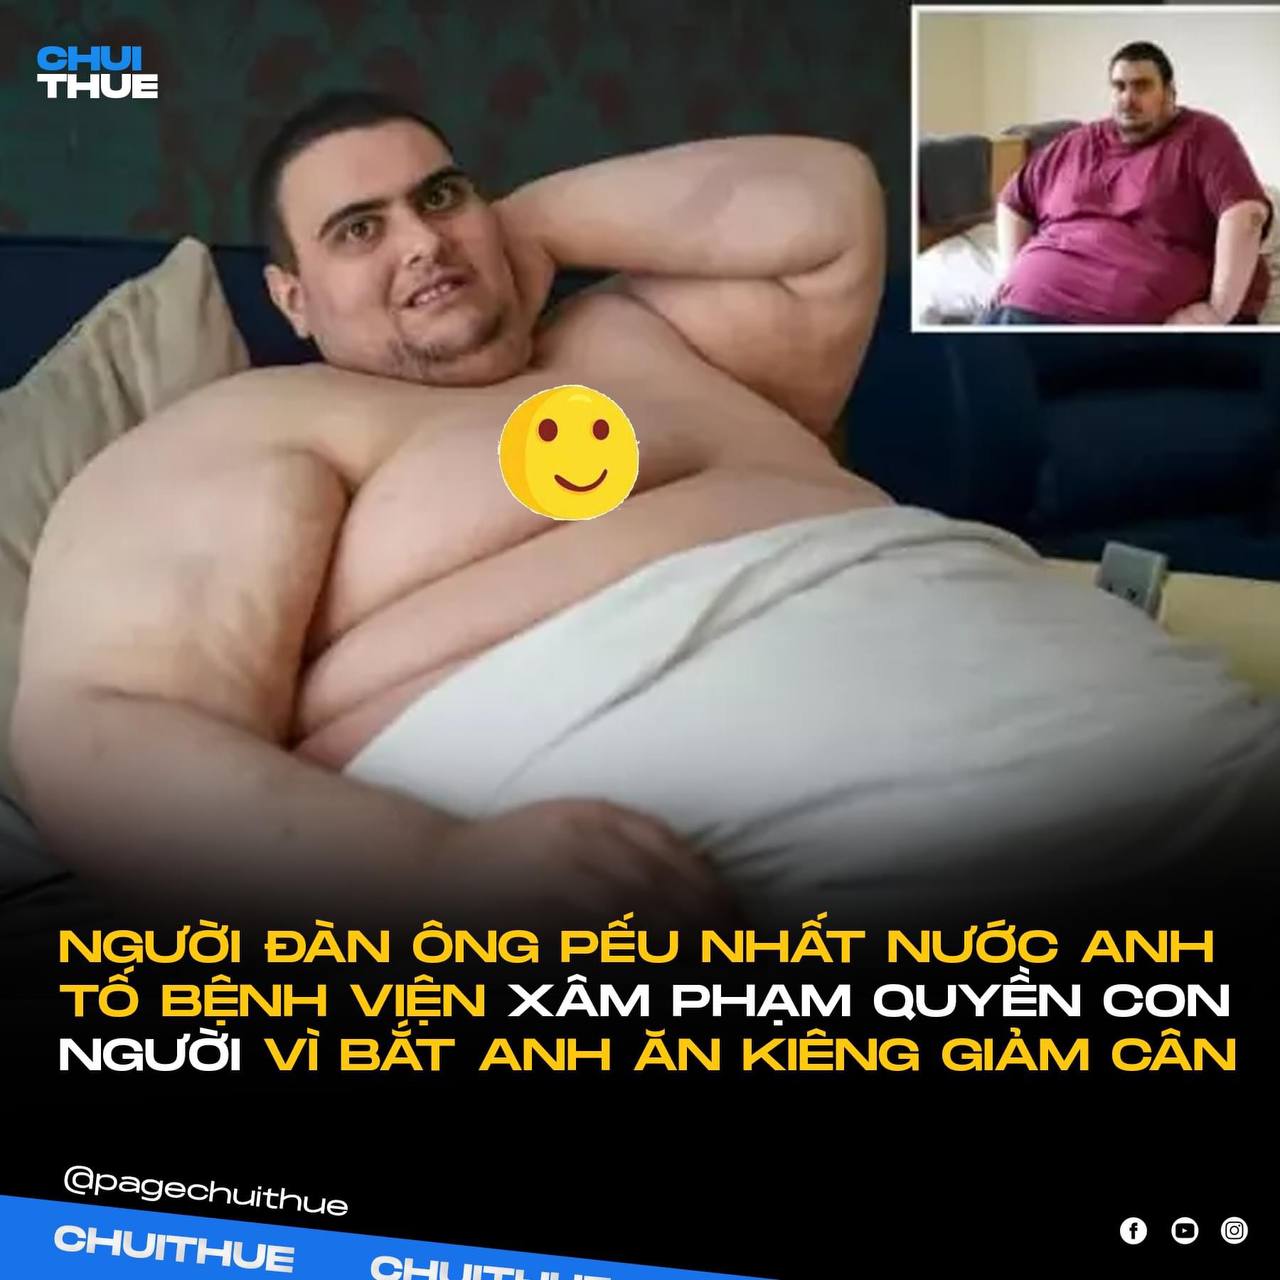 CHUI
THUE
NGƯỜI ĐÀN ÔNG PẾU NHẤT NƯỚC ANH
TỐ BỆNH VIỆN XÂM PHẠM QUYỀN CON
NGƯỜI VÌ BẮT ANH ĂN KIÊNG GIẢM CÂN
@pagechuithue
CHUITHUE
CHUITHUE